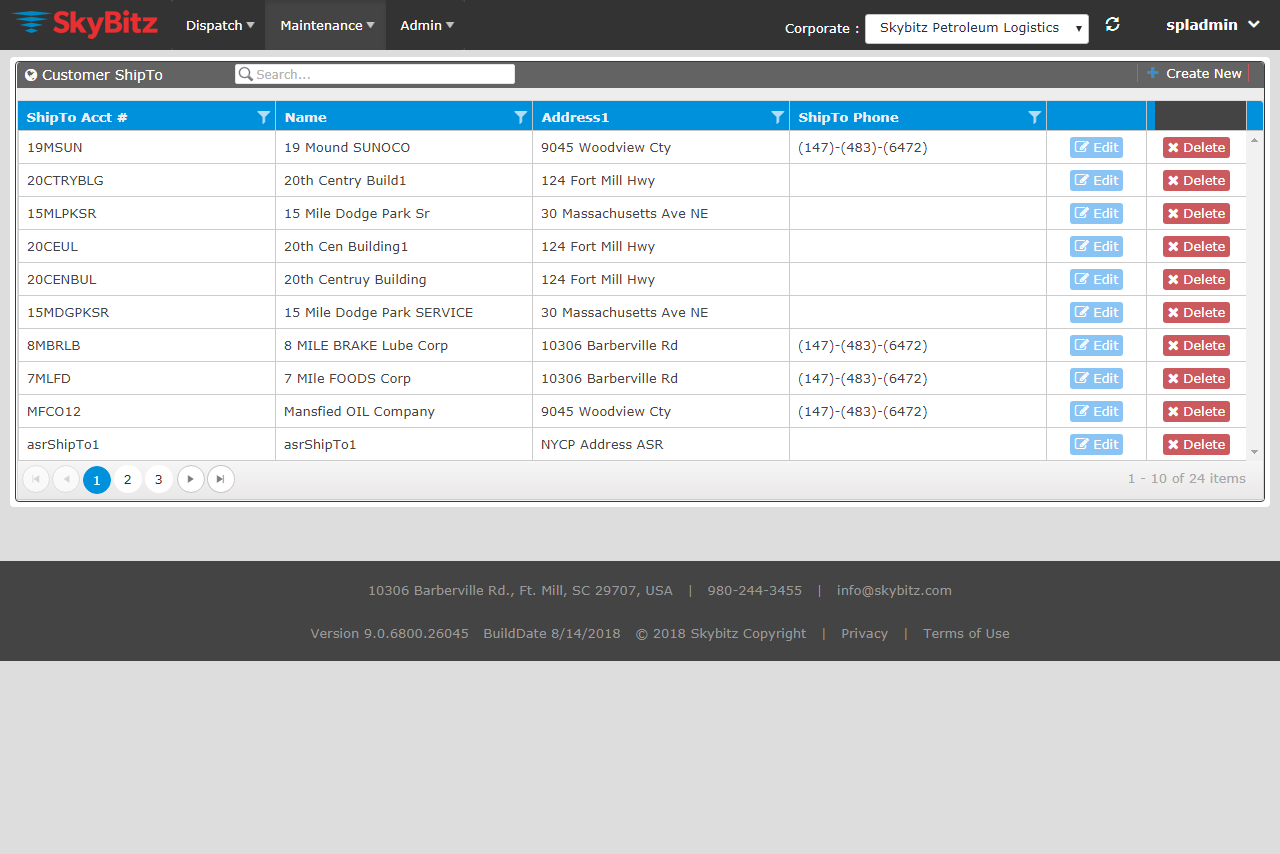 SkyBitz Dispatch Maintenance Admin Corporate : Skybitz Petroleum Logistics spladmin
Customer ShipTo Search... Create New
ShipTo Acct # Name Address1 ShipTo Phone
19MSUN 19 Mound SUNOCO 9045 Woodview Cty (147)-(483)-(6472) Edit Delete
20CTRYBLG 20th Centry Build1 124 Fort Mill Hwy Edit Delete
15MLPKSR 15 Mile Dodge Park Sr 30 Massachusetts Ave NE Edit Delete
20CEUL 20th Cen Building1 124 Fort Mill Hwy Edit Delete
20CENBUL 20th Centruy Building 124 Fort Mill Hwy Edit Delete
15MDGPKSR 15 Mile Dodge Park SERVICE 30 Massachusetts Ave NE Edit Delete
8MBRLB 8 MILE BRAKE Lube Corp 10306 Barberville Rd (147)-(483)-(6472) Edit Delete
7MLFD 7 MIle FOODS Corp 10306 Barberville Rd (147)-(483)-(6472) Edit Delete
MFCO12 Mansfied OIL Company 9045 Woodview Cty (147)-(483)-(6472) Edit Delete
asrShipTo1 asrShipTo1 NYCP Address ASR Edit Delete
1 2 3 1 - 10 of 24 items
10306 Barberville Rd., Ft. Mill, SC 29707, USA | 980-244-3455 | info@skybitz.com
Version 9.0.6800.26045 BuildDate 8/14/2018 © 2018 Skybitz Copyright | Privacy | Terms of Use